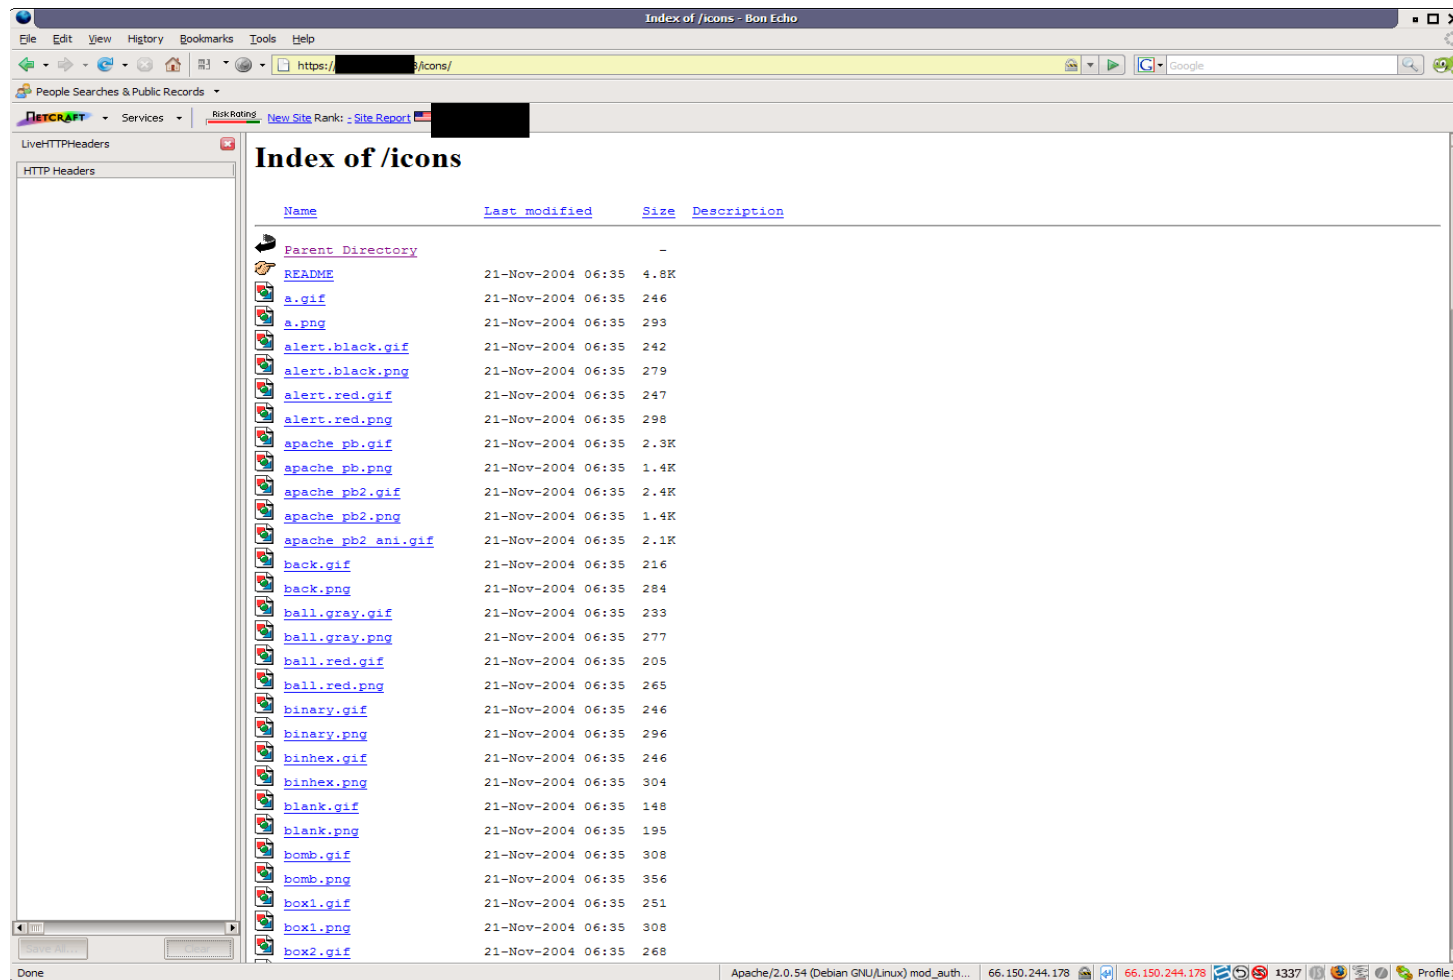 Index of /icons - Bon Echo
File Edit View History Bookmarks Tools Help
https:// 3/icons/ Google
People Searches & Public Records
NETCRAFT Services Risk Rating New Site Rank: - Site Report
LiveHTTPHeaders
HTTP Headers
Index of /icons
Name Last modified Size Description
Parent Directory -
README 21-Nov-2004 06:35 4.8K
a.gif 21-Nov-2004 06:35 246
a.png 21-Nov-2004 06:35 293
alert.black.gif 21-Nov-2004 06:35 242
alert.black.png 21-Nov-2004 06:35 279
alert.red.gif 21-Nov-2004 06:35 247
alert.red.png 21-Nov-2004 06:35 298
apache_pb.gif 21-Nov-2004 06:35 2.3K
apache_pb.png 21-Nov-2004 06:35 1.4K
apache_pb2.gif 21-Nov-2004 06:35 2.4K
apache_pb2.png 21-Nov-2004 06:35 1.4K
apache_pb2_ani.gif 21-Nov-2004 06:35 2.1K
back.gif 21-Nov-2004 06:35 216
back.png 21-Nov-2004 06:35 284
ball.gray.gif 21-Nov-2004 06:35 233
ball.gray.png 21-Nov-2004 06:35 277
ball.red.gif 21-Nov-2004 06:35 205
ball.red.png 21-Nov-2004 06:35 265
binary.gif 21-Nov-2004 06:35 246
binary.png 21-Nov-2004 06:35 296
binhex.gif 21-Nov-2004 06:35 246
binhex.png 21-Nov-2004 06:35 304
blank.gif 21-Nov-2004 06:35 148
blank.png 21-Nov-2004 06:35 195
bomb.gif 21-Nov-2004 06:35 308
bomb.png 21-Nov-2004 06:35 356
box1.gif 21-Nov-2004 06:35 251
box1.png 21-Nov-2004 06:35 308
box2.gif 21-Nov-2004 06:35 268
Save All... Clear
Done Apache/2.0.54 (Debian GNU/Linux) mod_auth... 66.150.244.178 66.150.244.178 1337 Profile